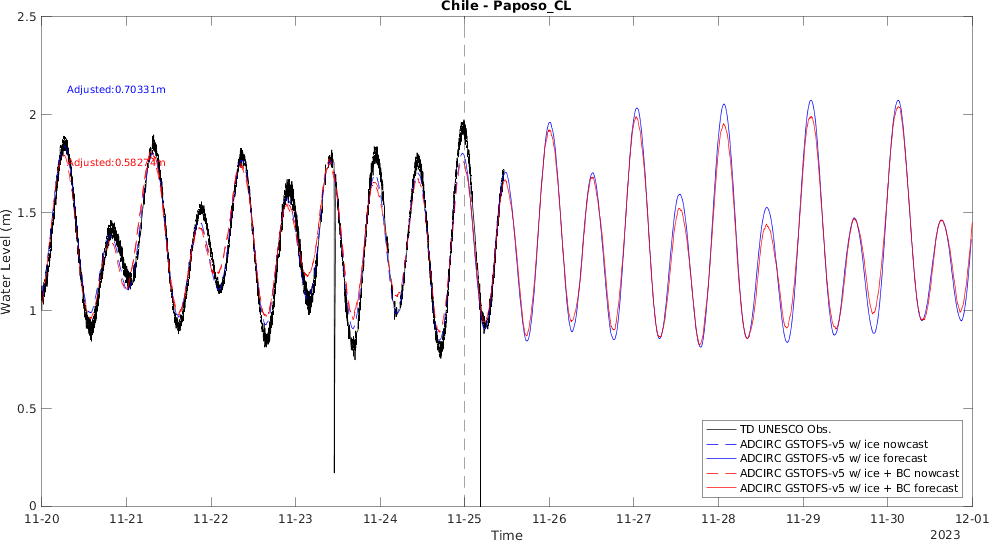 Chile - Paposo_CL
2.5
2
1.5
1
0.5
0
Water Level (m)
Adjusted:0.70331m
Adjusted:0.58274m
TD UNESCO Obs.
ADCIRC GSTOFS-v5 w/ ice nowcast
ADCIRC GSTOFS-v5 w/ ice forecast
ADCIRC GSTOFS-v5 w/ ice + BC nowcast
ADCIRC GSTOFS-v5 w/ ice + BC forecast
11-20 11-21 11-22 11-23 11-24 11-25 11-26 11-27 11-28 11-29 11-30 12-01
Time
2023